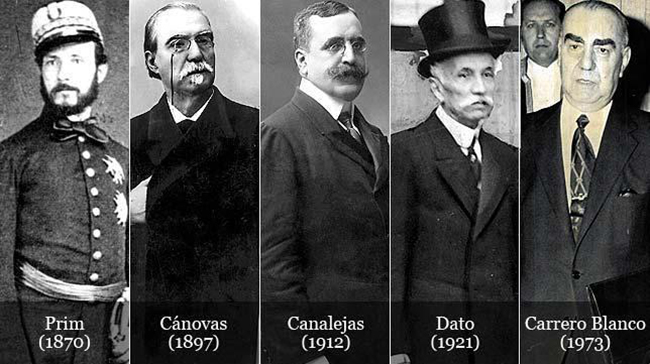 Prim
(1870)
Cánovas
(1897)
Canalejas
(1912)
Dato
(1921)
Carrero Blanco
(1973)